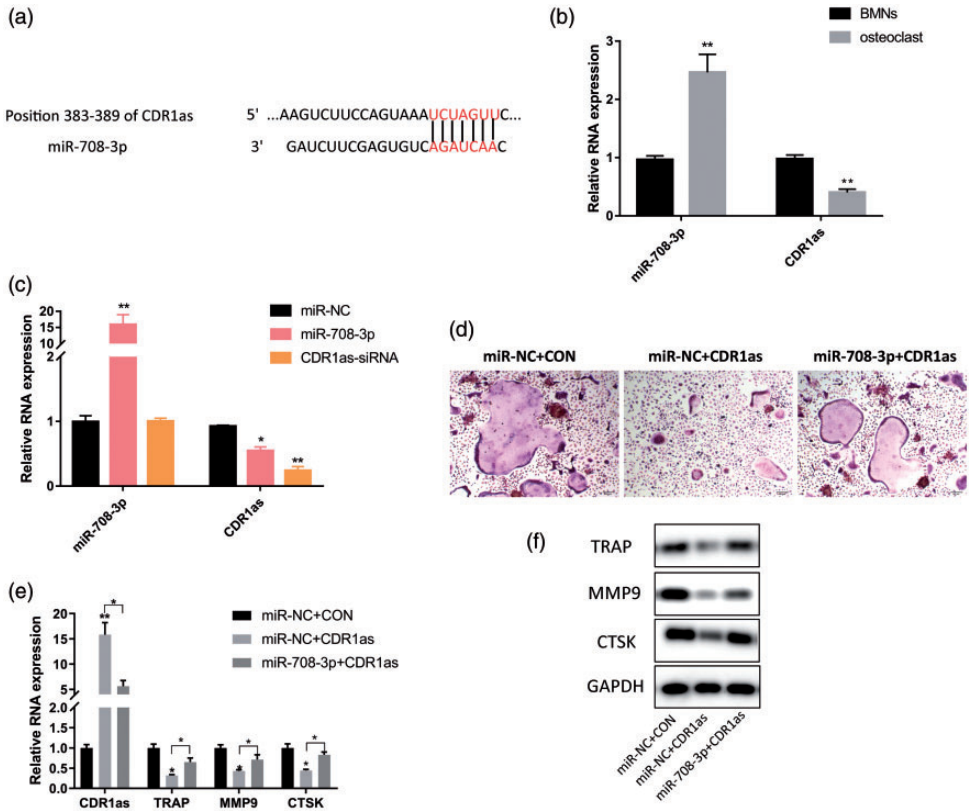 (a)
Position 383-389 of CDR1as 5' ...AAGUCUUCCAGUAAAUCUAGUUC...
miR-708-3p 3' GAUCUUCGAGUGUCAGAUCAAC
(b)
BMNs
osteoclast
Relative RNA expression
3
2
1
0
**
**
miR-708-3p
CDR1as
(c)
miR-NC
miR-708-3p
CDR1as-siRNA
Relative RNA expression
25
20
15
2
1
0
**
*
**
miR-708-3p
CDR1as
(d)
miR-NC+CON miR-NC+CDR1as miR-708-3p+CDR1as
(e)
miR-NC+CON
miR-NC+CDR1as
miR-708-3p+CDR1as
Relative RNA expression
20
15
10
5
1.5
1.0
0.5
0.0
*
**
*
*
*
*
*
*
CDR1as TRAP MMP9 CTSK
(f)
TRAP
MMP9
CTSK
GAPDH
miR-NC+CON
miR-NC+CDR1as
miR-708-3p+CDR1as